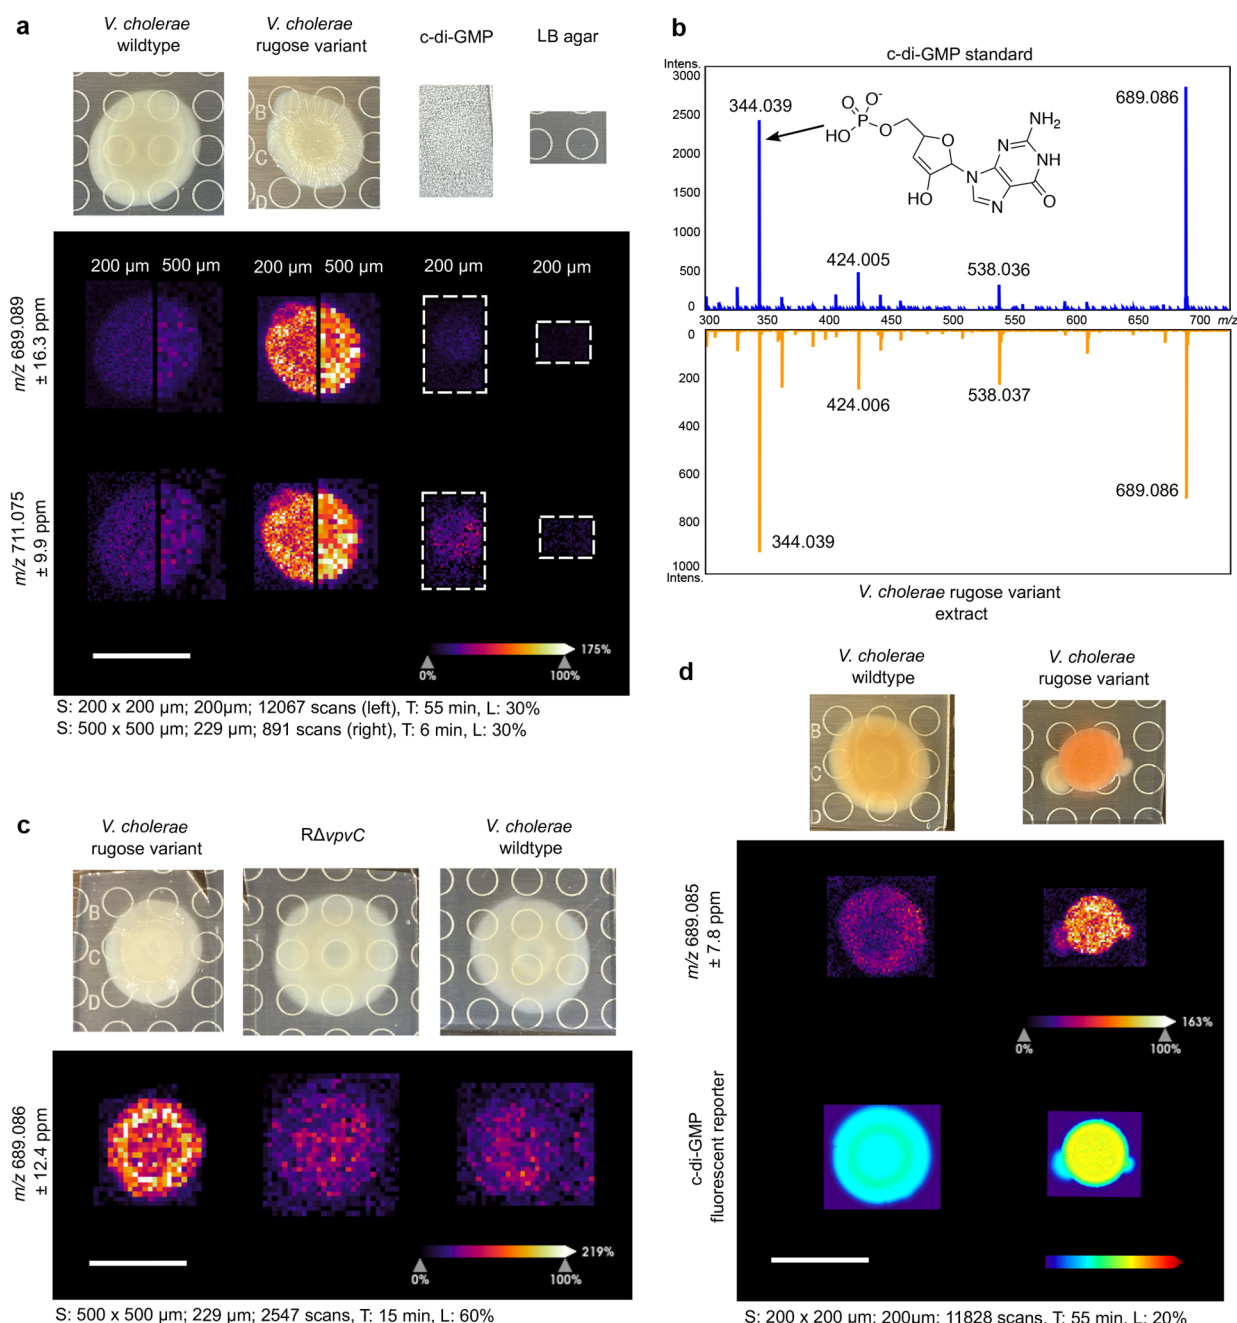 a
V. cholerae
wildtype
V. cholerae
rugose variant
c-di-GMP
LB agar
B
C
D
200 µm
500 µm
200 µm
500 µm
200 µm
200 µm
m/z 689.089
± 16.3 ppm
m/z 711.075
± 9.9 ppm
175%
0%
100%
S: 200 x 200 µm; 200µm; 12067 scans (left), T: 55 min, L: 30%
S: 500 x 500 µm; 229 µm; 891 scans (right), T: 6 min, L: 30%
b
c-di-GMP standard
Intens.
3000
2500
2000
1500
1000
500
0
344.039
424.005
538.036
689.086
O
O-
P
HO
O
O
HO
N
N
N
NH2
NH
O
300
350
400
450
500
550
600
650
700
m/z
0
200
400
600
800
1000
Intens.
344.039
424.006
538.037
689.086
V. cholerae rugose variant
extract
c
V. cholerae
rugose variant
RΔvpvC
V. cholerae
wildtype
B
C
D
m/z 689.086
± 12.4 ppm
219%
0%
100%
S: 500 x 500 µm; 229 µm; 2547 scans, T: 15 min, L: 60%
d
V. cholerae
wildtype
V. cholerae
rugose variant
B
C
D
m/z 689.085
± 7.8 ppm
163%
0%
100%
c-di-GMP
fluorescent reporter
S: 200 x 200 µm; 200µm; 11828 scans, T: 55 min, L: 20%